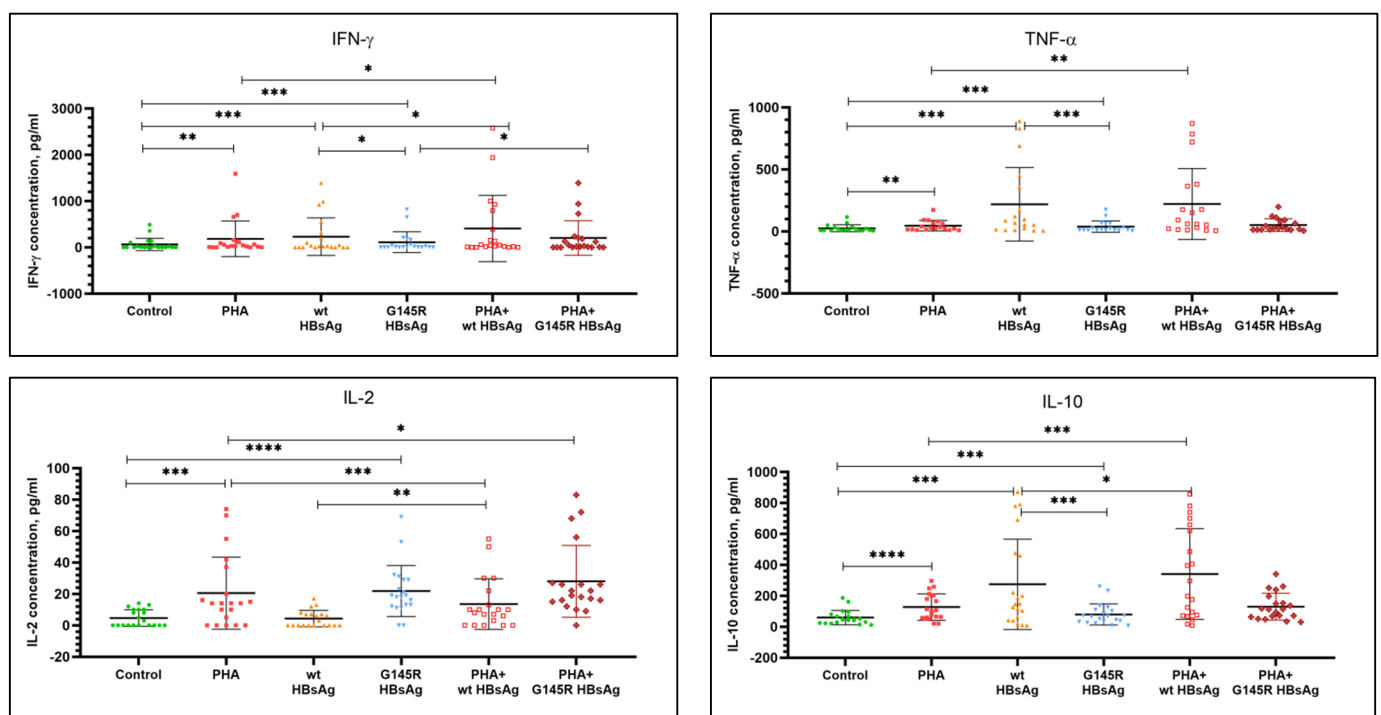 IFN-γ
*
***
***
*
**
*
*
3000
2000
1000
0
-1000
IFN-γ concentration, pg/ml
Control
PHA
wt
HBsAg
G145R
HBsAg
PHA+
wt HBsAg
PHA+
G145R HBsAg
TNF-α
**
***
***
***
**
1000
500
0
-500
TNF-α concentration, pg/ml
Control
PHA
wt
HBsAg
G145R
HBsAg
PHA+
wt HBsAg
PHA+
G145R HBsAg
IL-2
*
****
***
***
**
100
80
60
40
20
0
-20
IL-2 concentration, pg/ml
Control
PHA
wt
HBsAg
G145R
HBsAg
PHA+
wt HBsAg
PHA+
G145R HBsAg
IL-10
***
***
***
*
***
****
1000
800
600
400
200
0
-200
IL-10 concentration, pg/ml
Control
PHA
wt
HBsAg
G145R
HBsAg
PHA+
wt HBsAg
PHA+
G145R HBsAg